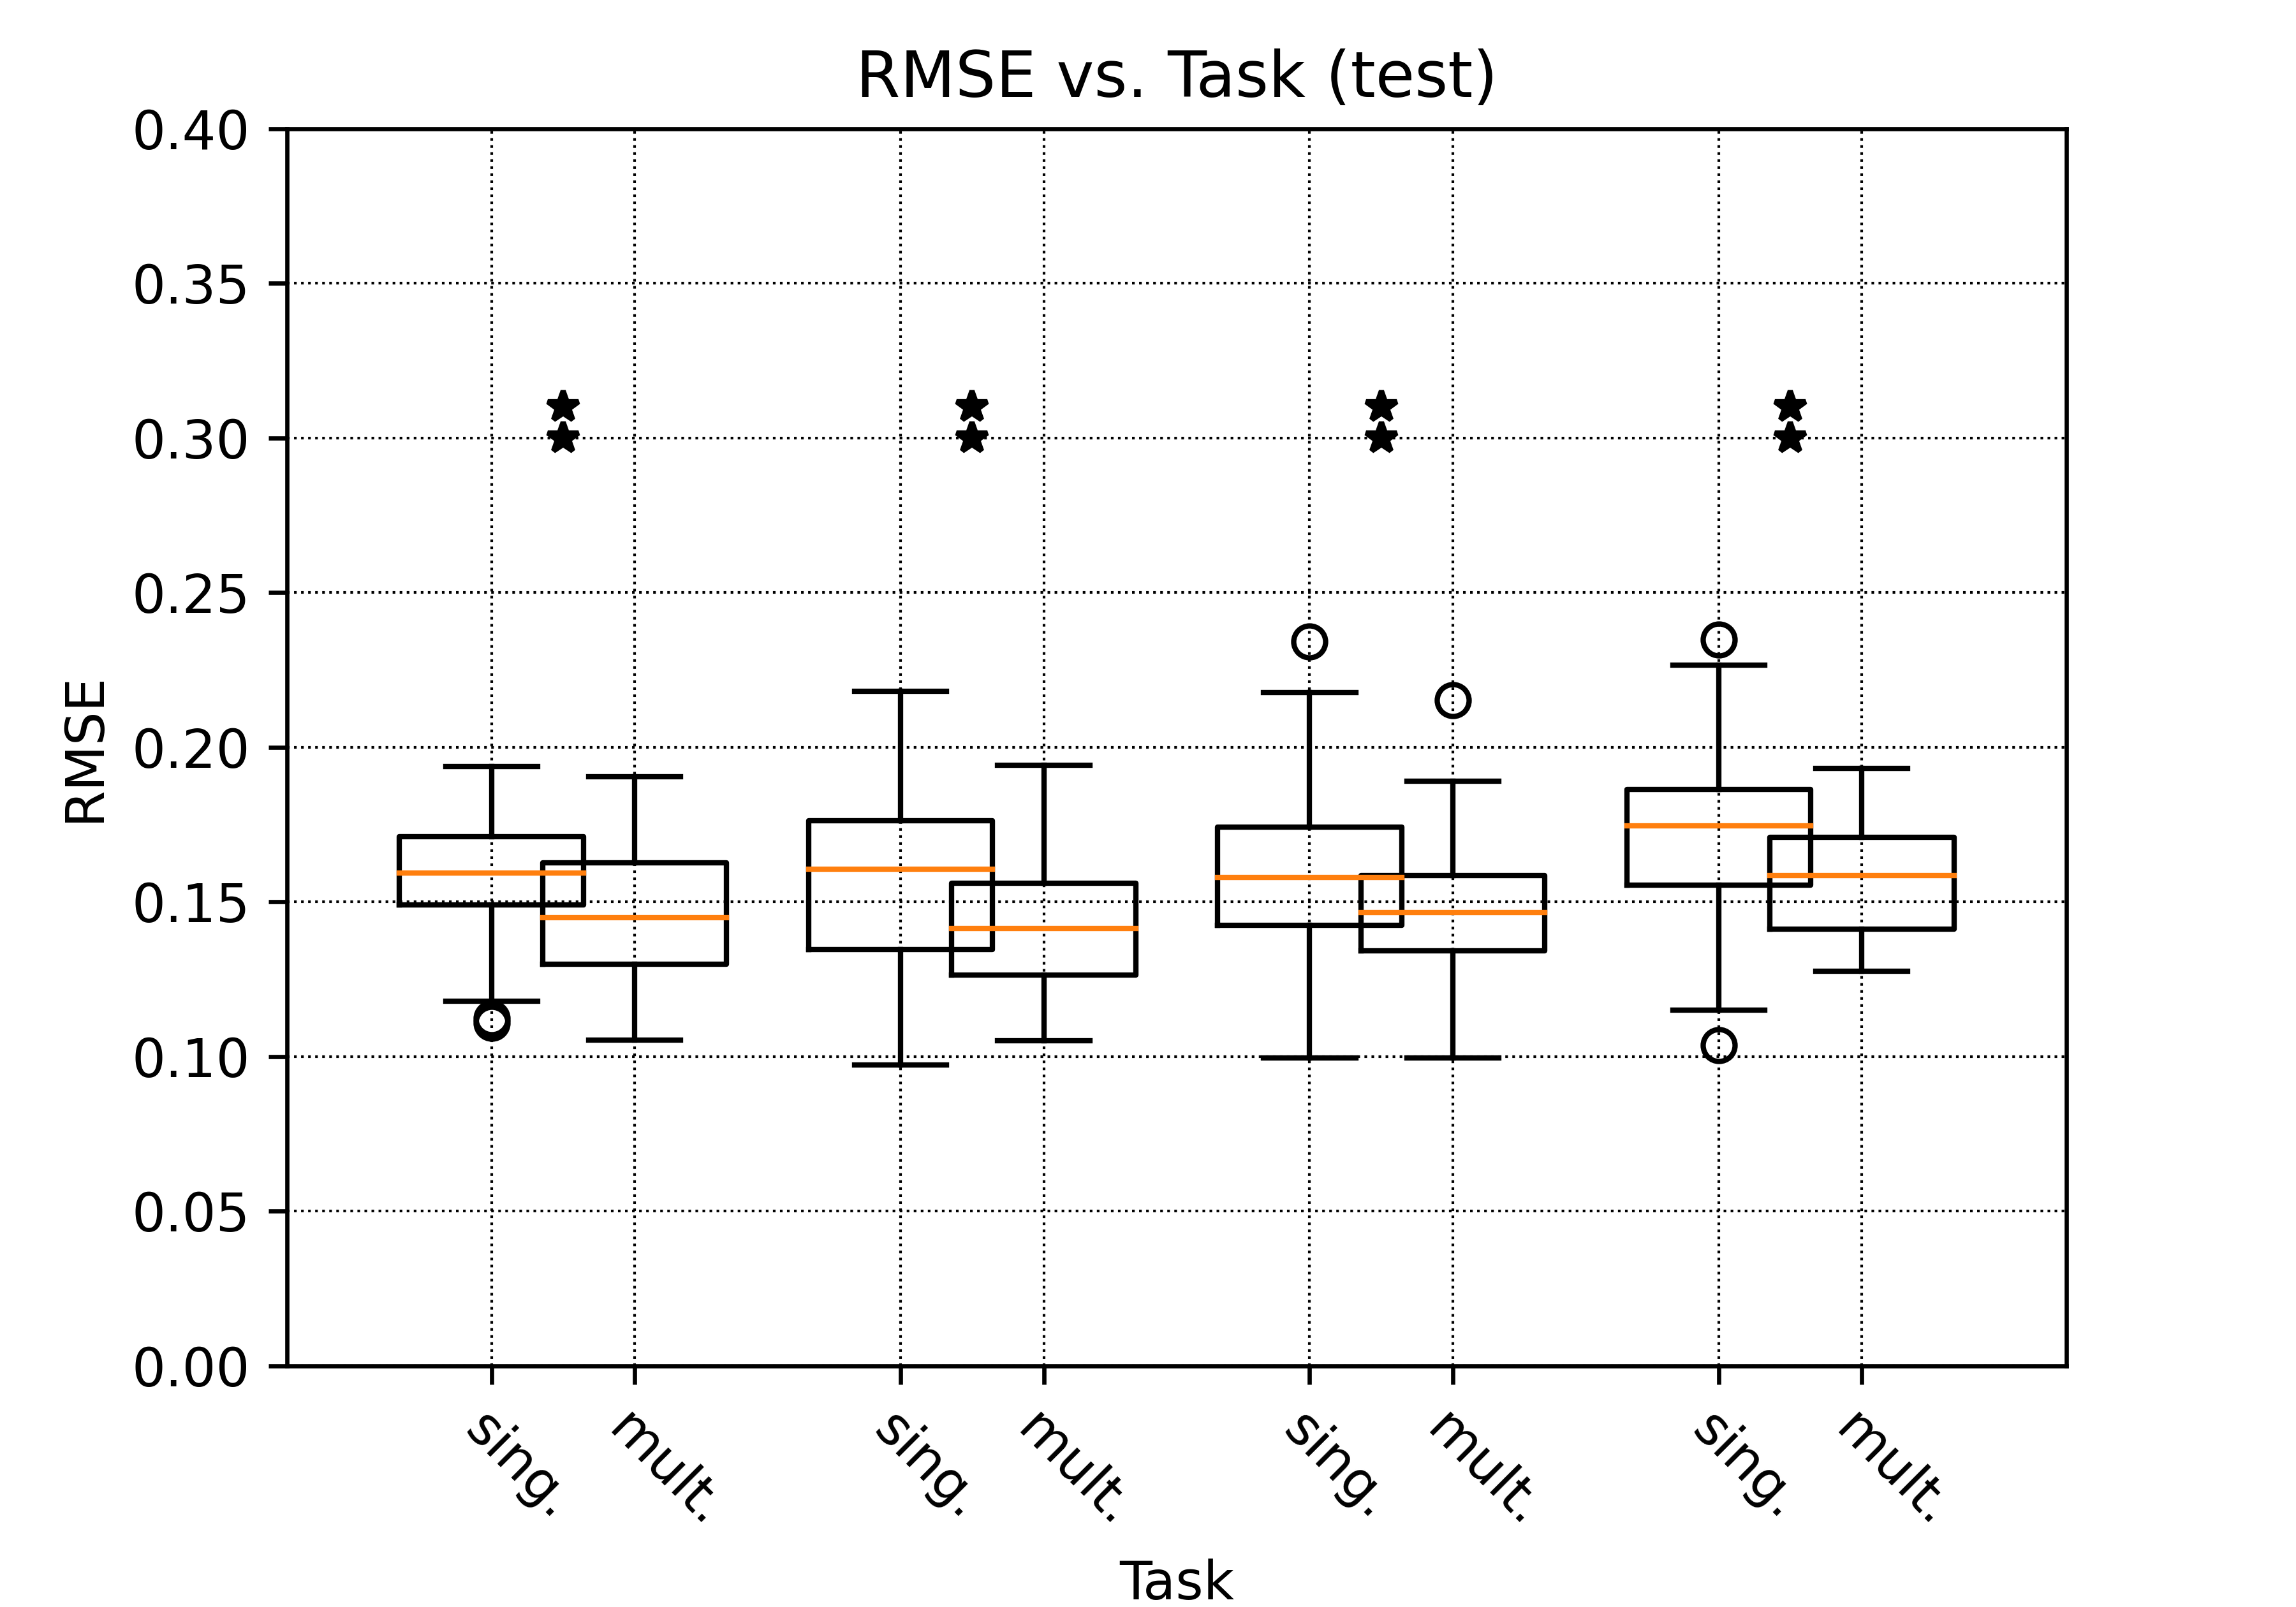 RMSE vs. Task (test)
0.40
0.35
0.30
0.25
0.20
0.15
0.10
0.05
0.00
RMSE
sing.
mult.
sing.
mult.
sing.
mult.
sing.
mult.
Task